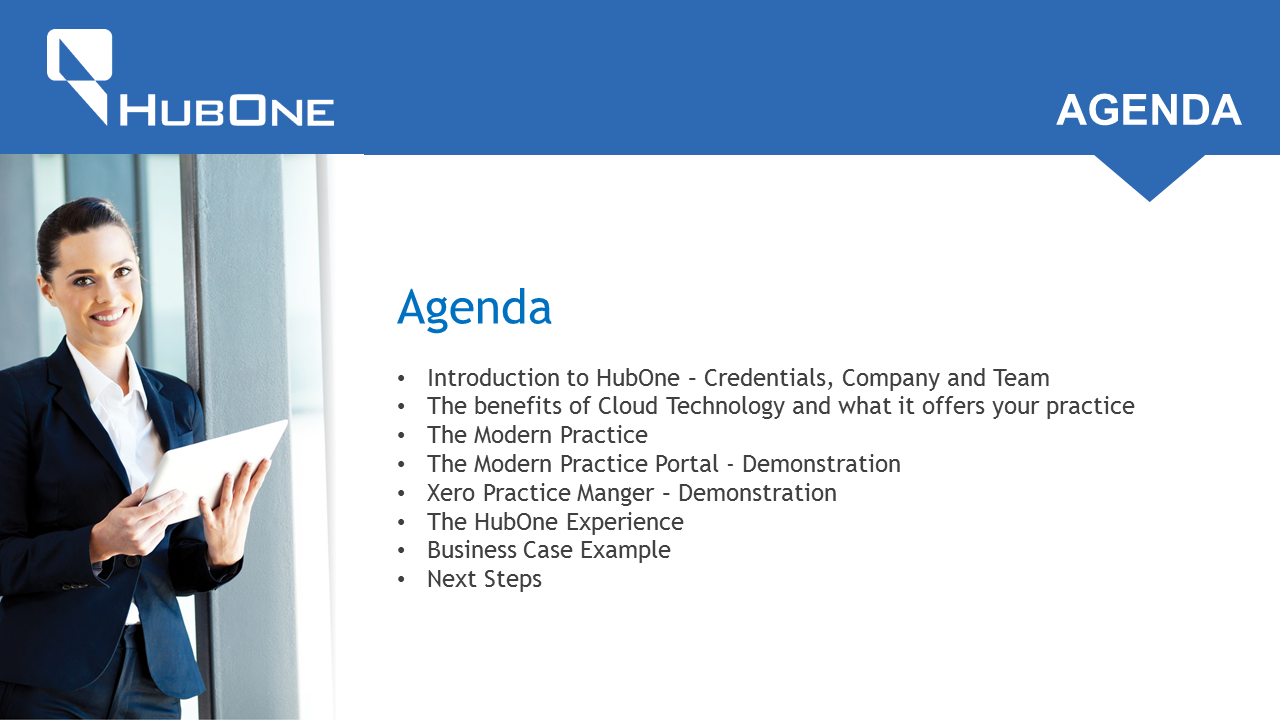 HUBONE
AGENDA
Agenda
• Introduction to HubOne – Credentials, Company and Team
• The benefits of Cloud Technology and what it offers your practice
• The Modern Practice
• The Modern Practice Portal - Demonstration
• Xero Practice Manger – Demonstration
• The HubOne Experience
• Business Case Example
• Next Steps